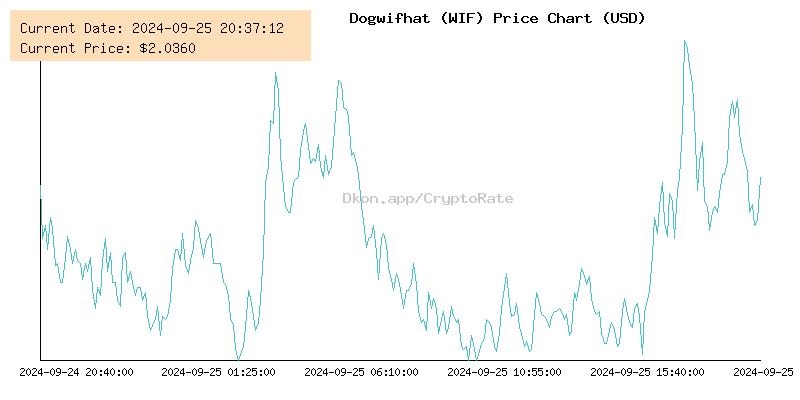 Dogwifhat (WIF) Price Chart (USD)
Current Date: 2024-09-25 20:37:12
Current Price: $2.0360
Dkon.app/CryptoRate
2024-09-24 20:40:00 2024-09-25 01:25:00 2024-09-25 06:10:00 2024-09-25 10:55:00 2024-09-25 15:40:00 2024-09-25